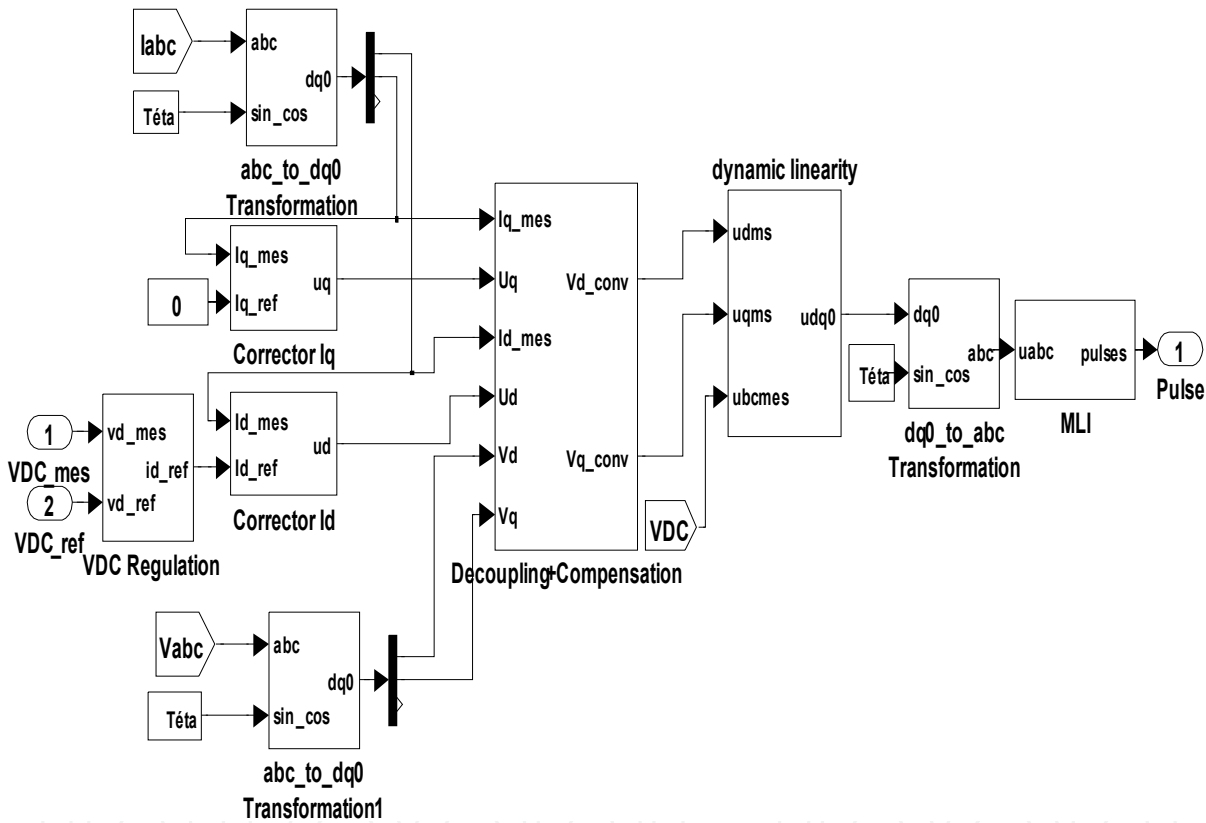 Iabc
abc
dq0
Téta
sin_cos
abc_to_dq0
Transformation
dynamic linearity
Iq_mes
uq
0
Iq_ref
Corrector Iq
Iq_mes
Uq
Id_mes
Ud
Vd
Vq
Vd_conv
Vq_conv
Decoupling+Compensation
udms
uqms
ubcmes
udq0
dq0
abc
Téta
sin_cos
dq0_to_abc
Transformation
uabc
pulses
MLI
1
Pulse
1
VDC_mes
2
VDC_ref
vd_mes
id_ref
vd_ref
VDC Regulation
Id_mes
ud
Id_ref
Corrector Id
VDC
Vabc
abc
dq0
Téta
sin_cos
abc_to_dq0
Transformation1